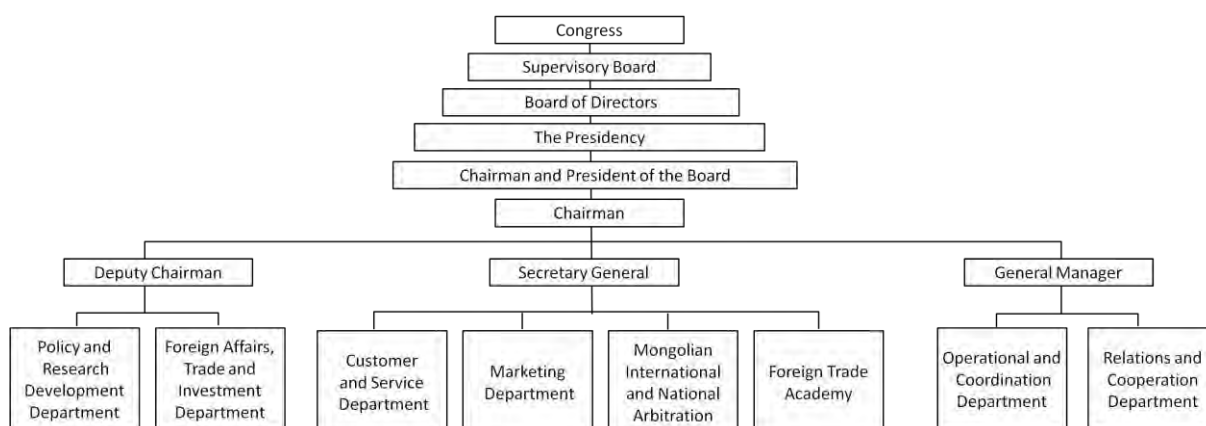 Congress
Supervisory Board
Board of Directors
The Presidency
Chairman and President of the Board
Chairman
Deputy Chairman
Secretary General
General Manager
Policy and
Research
Development
Department
Foreign Affairs,
Trade and
Investment
Department
Customer
and Service
Department
Marketing
Department
Mongolian
International
and National
Arbitration
Foreign Trade
Academy
Operational and
Coordination
Department
Relations and
Cooperation
Department